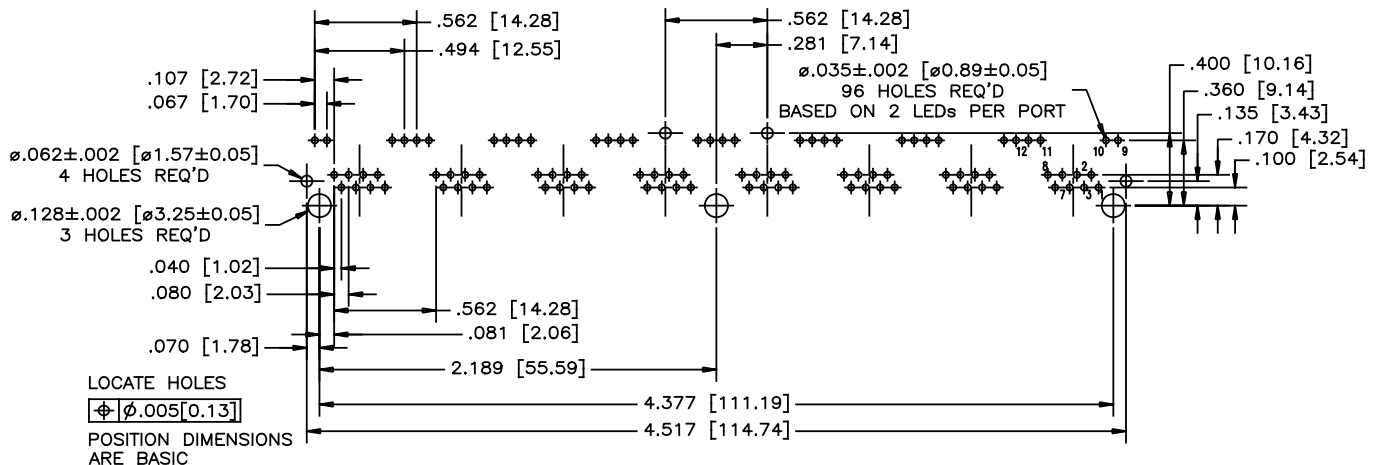 .562 [14.28]
.562 [14.28]
.494 [12.55]
.281 [7.14]
.107 [2.72]
ø.035±.002 [ø0.89±0.05]
96 HOLES REQ'D
BASED ON 2 LEDs PER PORT
.400 [10.16]
.360 [9.14]
.067 [1.70]
.135 [3.43]
.170 [4.32]
.100 [2.54]
12 11 10 9
ø.062±.002 [ø1.57±0.05]
4 HOLES REQ'D
8 2
7 3 1
ø.128±.002 [ø3.25±0.05]
3 HOLES REQ'D
.040 [1.02]
.080 [2.03]
.562 [14.28]
.081 [2.06]
.070 [1.78]
2.189 [55.59]
LOCATE HOLES
⌖ Ø.005[0.13]
4.377 [111.19]
4.517 [114.74]
POSITION DIMENSIONS
ARE BASIC